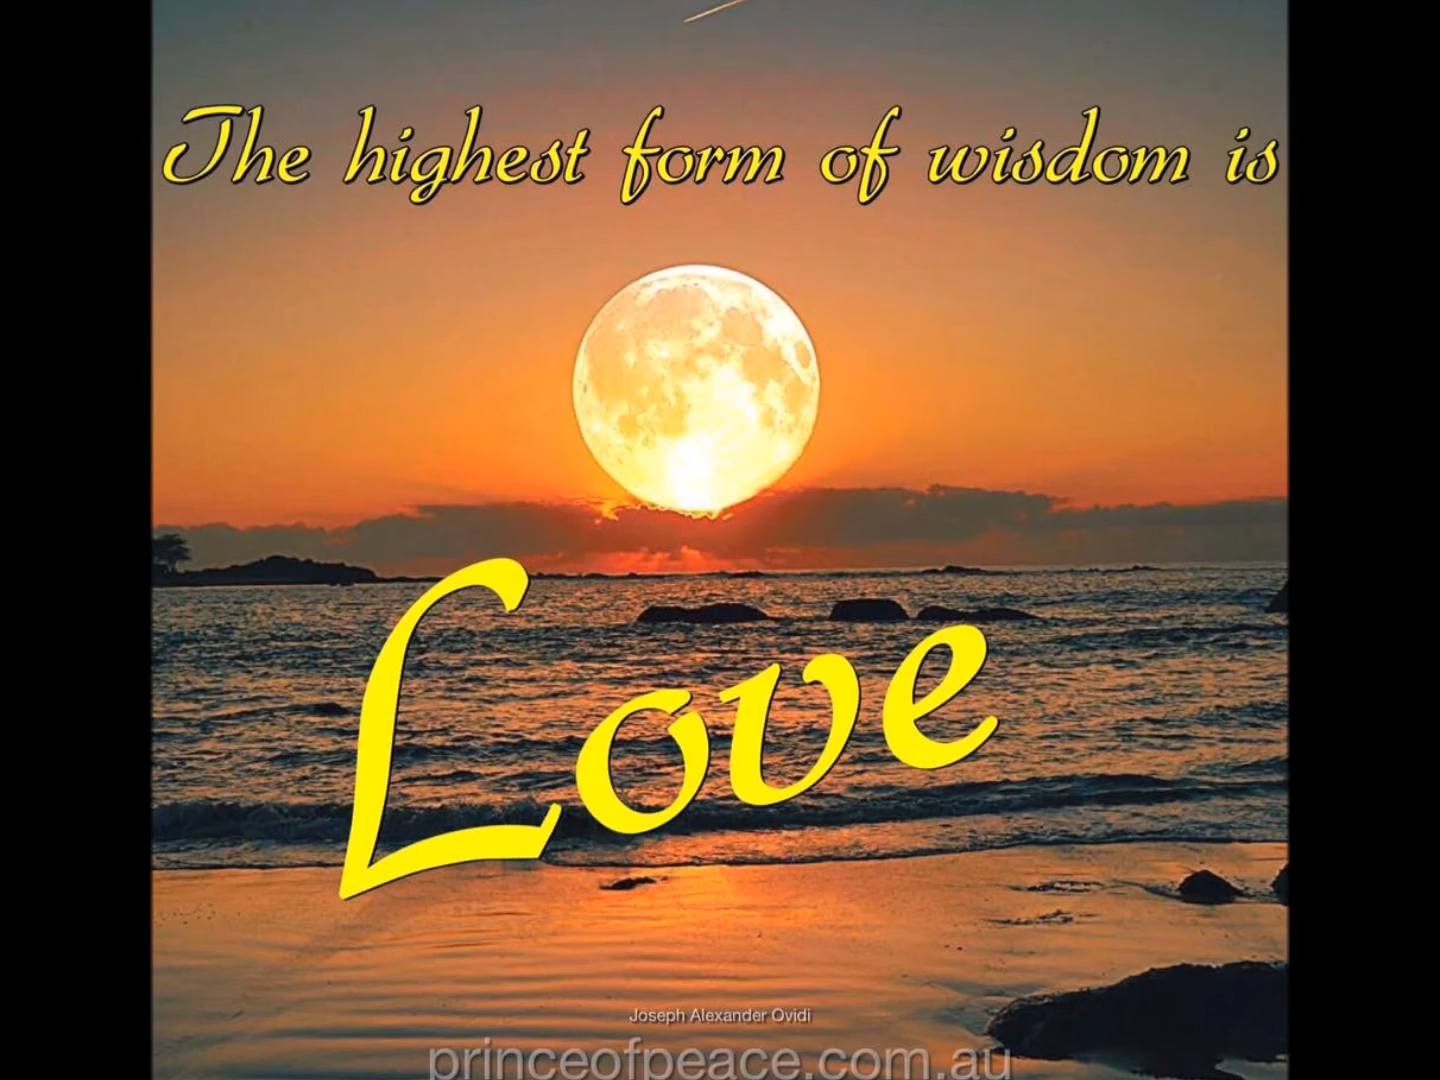 The highest form of wisdom is
Love
Joseph Alexander Ovidi
princeofpeace.com.au